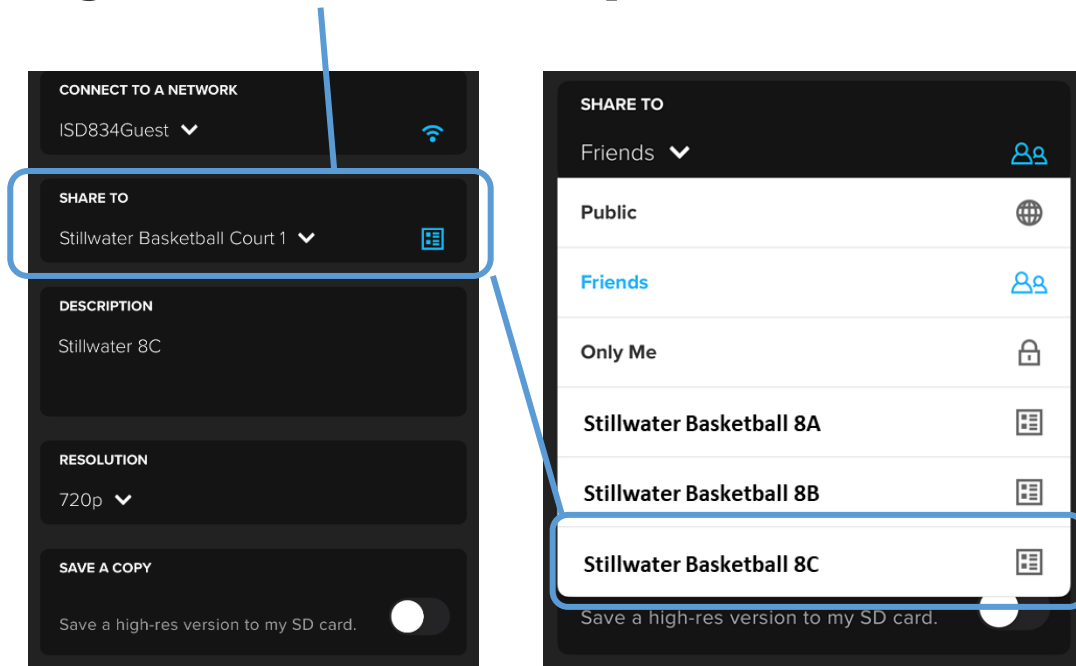 CONNECT TO A NETWORK
ISD834Guest
SHARE TO
Stillwater Basketball Court 1
DESCRIPTION
Stillwater 8C
RESOLUTION
720p
SAVE A COPY
Save a high-res version to my SD card.
SHARE TO
Friends
Public
Friends
Only Me
Stillwater Basketball 8A
Stillwater Basketball 8B
Stillwater Basketball 8C
Save a high-res version to my SD card.